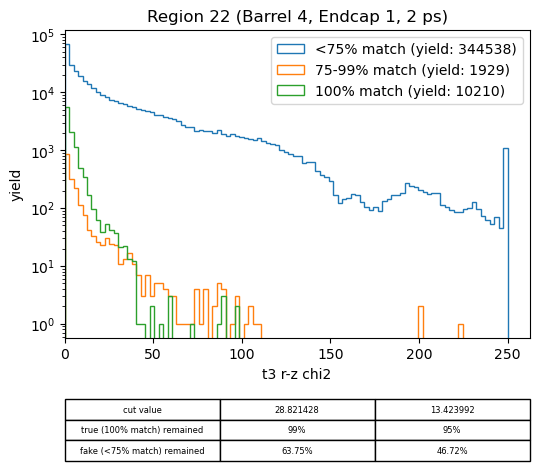 Region 22 (Barrel 4, Endcap 1, 2 ps)
10⁵
10⁴
10³
10²
10¹
10⁰
yield
<75% match (yield: 344538)
75-99% match (yield: 1929)
100% match (yield: 10210)
0 50 100 150 200 250
t3 r-z chi2
cut value 28.821428 13.423992
true (100% match) remained 99% 95%
fake (<75% match) remained 63.75% 46.72%